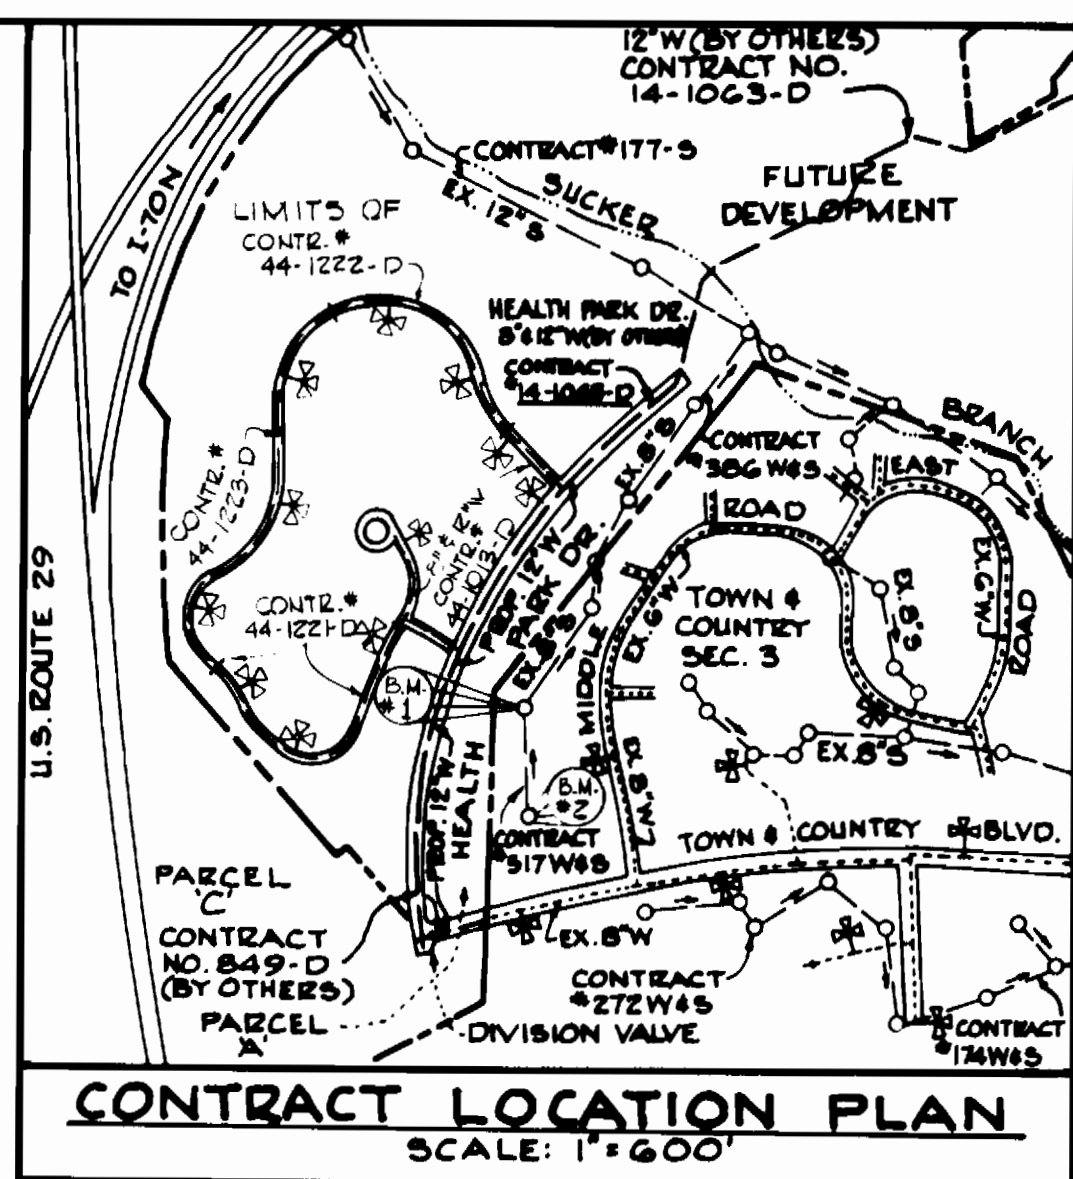 12"W (BY OTHERS)
CONTRACT NO.
14-1063-D
CONTRACT #177-S
EX. 12"S
SUCKER
FUTURE
DEVELOPMENT
TO I-70N
LIMITS OF
CONTR. #
44-1222-D
HEALTH PARK DR.
8"&12"W(BY OTHERS)
CONTRACT
EX. 8"S
CONTRACT
#386 W&S
BRANCH
EAST
ROAD
CONTR. #
44-1223-D
CONTR. #
44-1013-D
PROP. 12"W
PARK DR.
EX. 8"S
MIDDLE
EX. 6"W
TOWN &
COUNTRY
SEC. 3
EX. 8"S
EX. 6"W
ROAD
CONTR. #
44-1221-D
B.M.
#1
U.S. ROUTE 29
PROP. 12"W
HEALTH
B.M.
#2
EX. 8"W
EX. 8"S
CONTRACT
#317 W&S
TOWN & COUNTRY BLVD.
PARCEL
'C'
CONTRACT
NO. 849-D
(BY OTHERS)
PARCEL
'A'
EX. 8"W
CONTRACT
#272 W&S
DIVISION VALVE
CONTRACT
#174 W&S
CONTRACT LOCATION PLAN
SCALE: 1"=600'